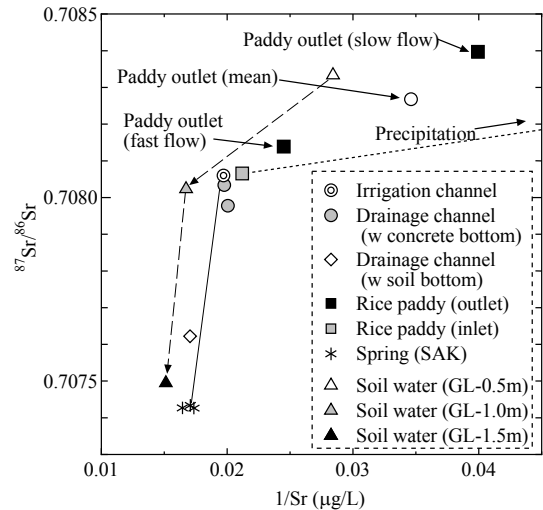 0.7085
0.7080
0.7075
⁸⁷Sr/⁸⁶Sr
Paddy outlet (slow flow)
Paddy outlet (mean)
Paddy outlet
(fast flow)
Precipitation
Irrigation channel
Drainage channel
(w concrete bottom)
Drainage channel
(w soil bottom)
Rice paddy (outlet)
Rice paddy (inlet)
Spring (SAK)
Soil water (GL-0.5m)
Soil water (GL-1.0m)
Soil water (GL-1.5m)
0.01 0.02 0.03 0.04
1/Sr (μg/L)